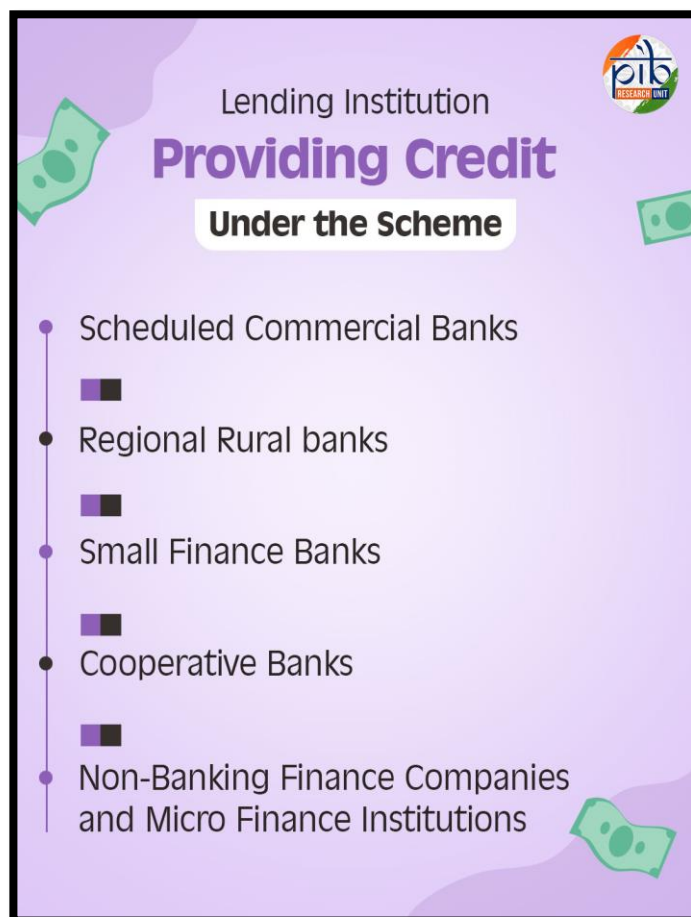 pib
RESEARCH UNIT
Lending Institution
Providing Credit
Under the Scheme
Scheduled Commercial Banks
Regional Rural banks
Small Finance Banks
Cooperative Banks
Non-Banking Finance Companies
and Micro Finance Institutions